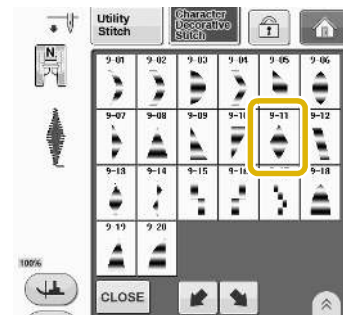 Utility
Stitch
Character
Decorative
Stitch
N
9-01 9-02 9-03 9-04 9-05 9-06
9-07 9-08 9-09 9-10 9-11 9-12
9-13 9-14 9-15 9-18
9-19 9-20
100%
CLOSE